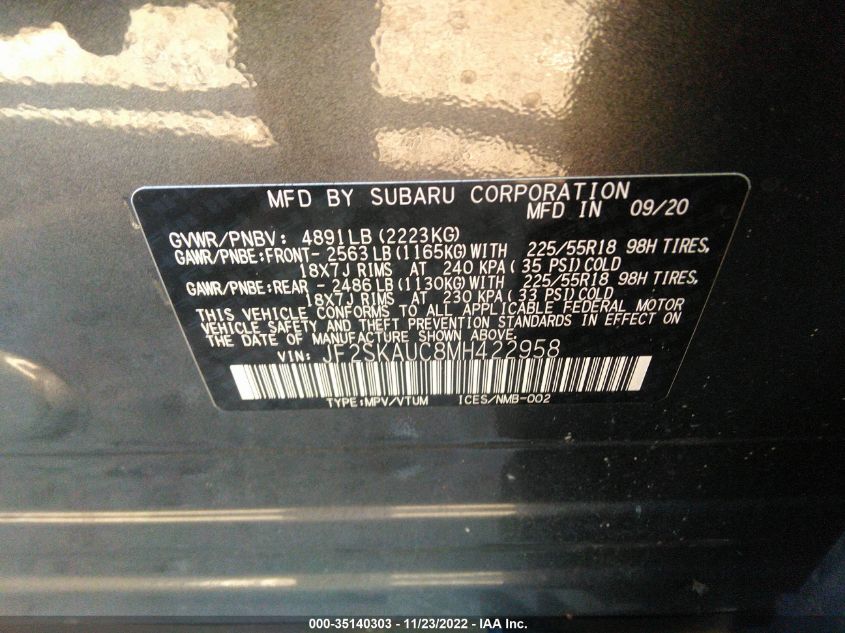 MFD BY SUBARU CORPORATION
MFD IN 09/20
GVWR/PNBV: 4891LB(2223KG)
GAWR/PNBE:FRONT- 2563LB(1165KG)WITH 225/55R18 98H TIRES,
18X7J RIMS AT 240 KPA( 35 PSI)COLD
GAWR/PNBE:REAR - 2486LB(1130KG)WITH 225/55R18 98H TIRES,
18X7J RIMS AT 230 KPA( 33 PSI)COLD
THIS VEHICLE CONFORMS TO ALL APPLICABLE FEDERAL MOTOR
VEHICLE SAFETY AND THEFT PREVENTION STANDARDS IN EFFECT ON
THE DATE OF MANUFACTURE SHOWN ABOVE.
VIN: JF2SKAUC8MH422958
TYPE:MPV/VTUM ICES/NMB-002
000-35140303 - 11/23/2022 - IAA Inc.